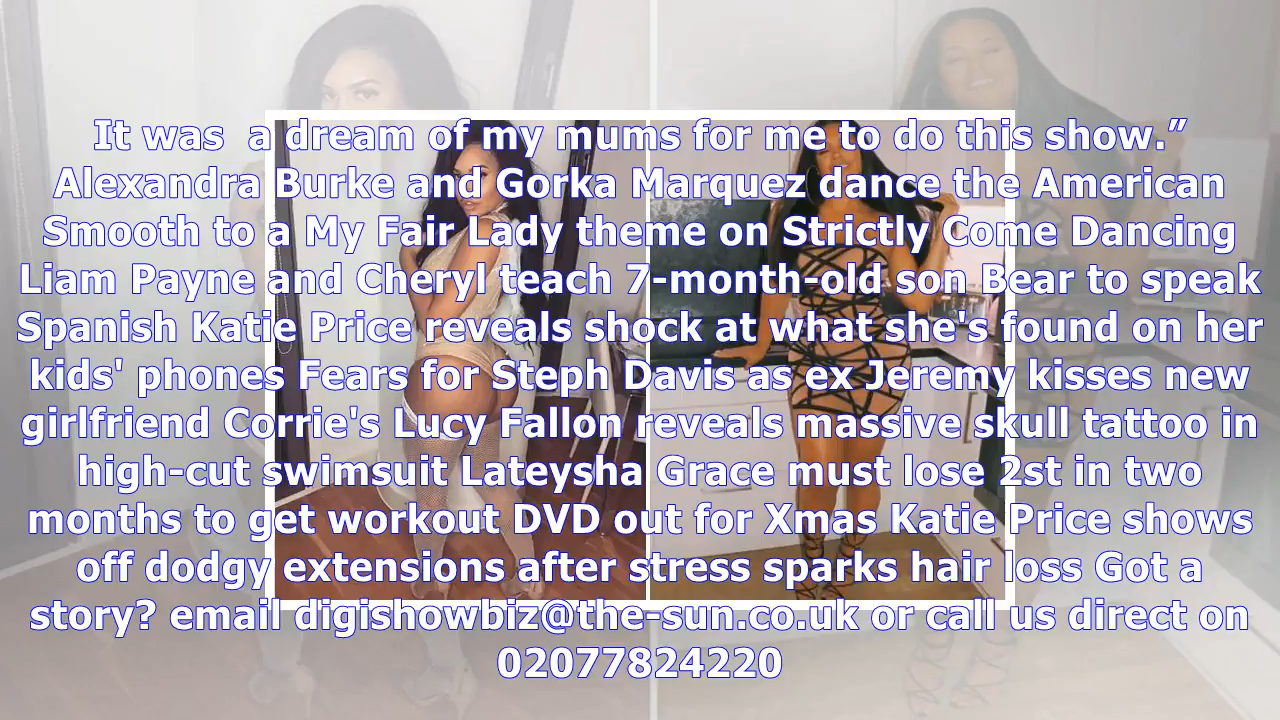 It was  a dream of my mums for me to do this show.”
Alexandra Burke and Gorka Marquez dance the American
Smooth to a My Fair Lady theme on Strictly Come Dancing
Liam Payne and Cheryl teach 7-month-old son Bear to speak
Spanish Katie Price reveals shock at what she's found on her
kids' phones Fears for Steph Davis as ex Jeremy kisses new
girlfriend Corrie's Lucy Fallon reveals massive skull tattoo in
high-cut swimsuit Lateysha Grace must lose 2st in two
months to get workout DVD out for Xmas Katie Price shows
off dodgy extensions after stress sparks hair loss Got a
story? email digishowbiz@the-sun.co.uk or call us direct on
02077824220